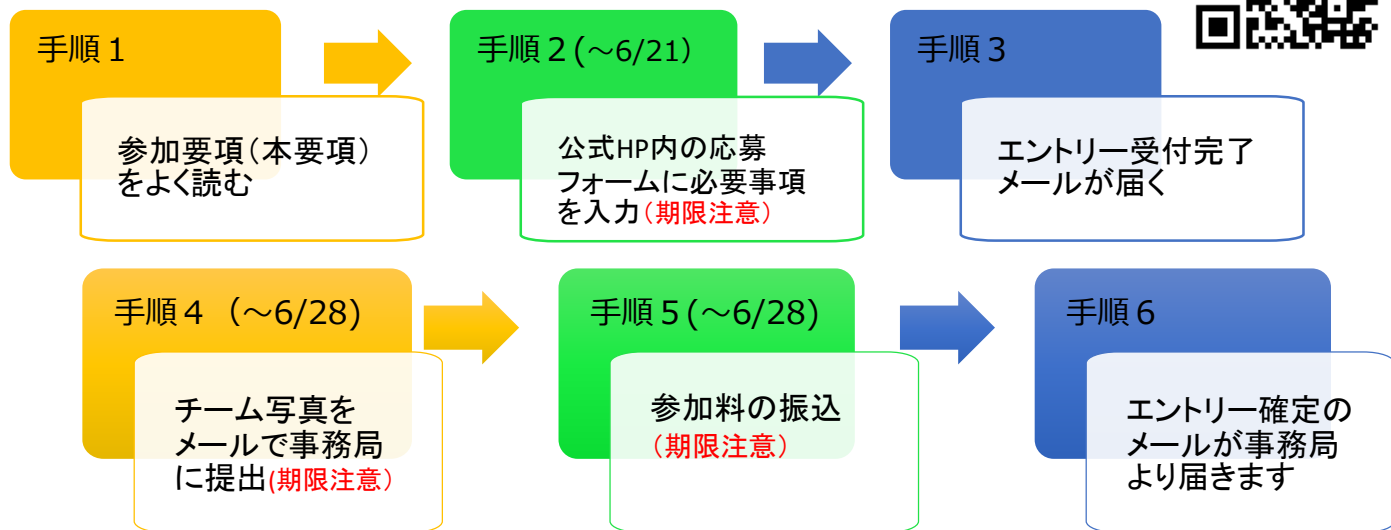 手順１
参加要項（本要項）
をよく読む
手順２(～6/21）
公式HP内の応募
フォームに必要事項
を入力（期限注意）
手順３
エントリー受付完了
メールが届く
手順４（～6/28)
チーム写真を
メールで事務局
に提出(期限注意）
手順５(～6/28)
参加料の振込
（期限注意）
手順６
エントリー確定の
メールが事務局
より届きます